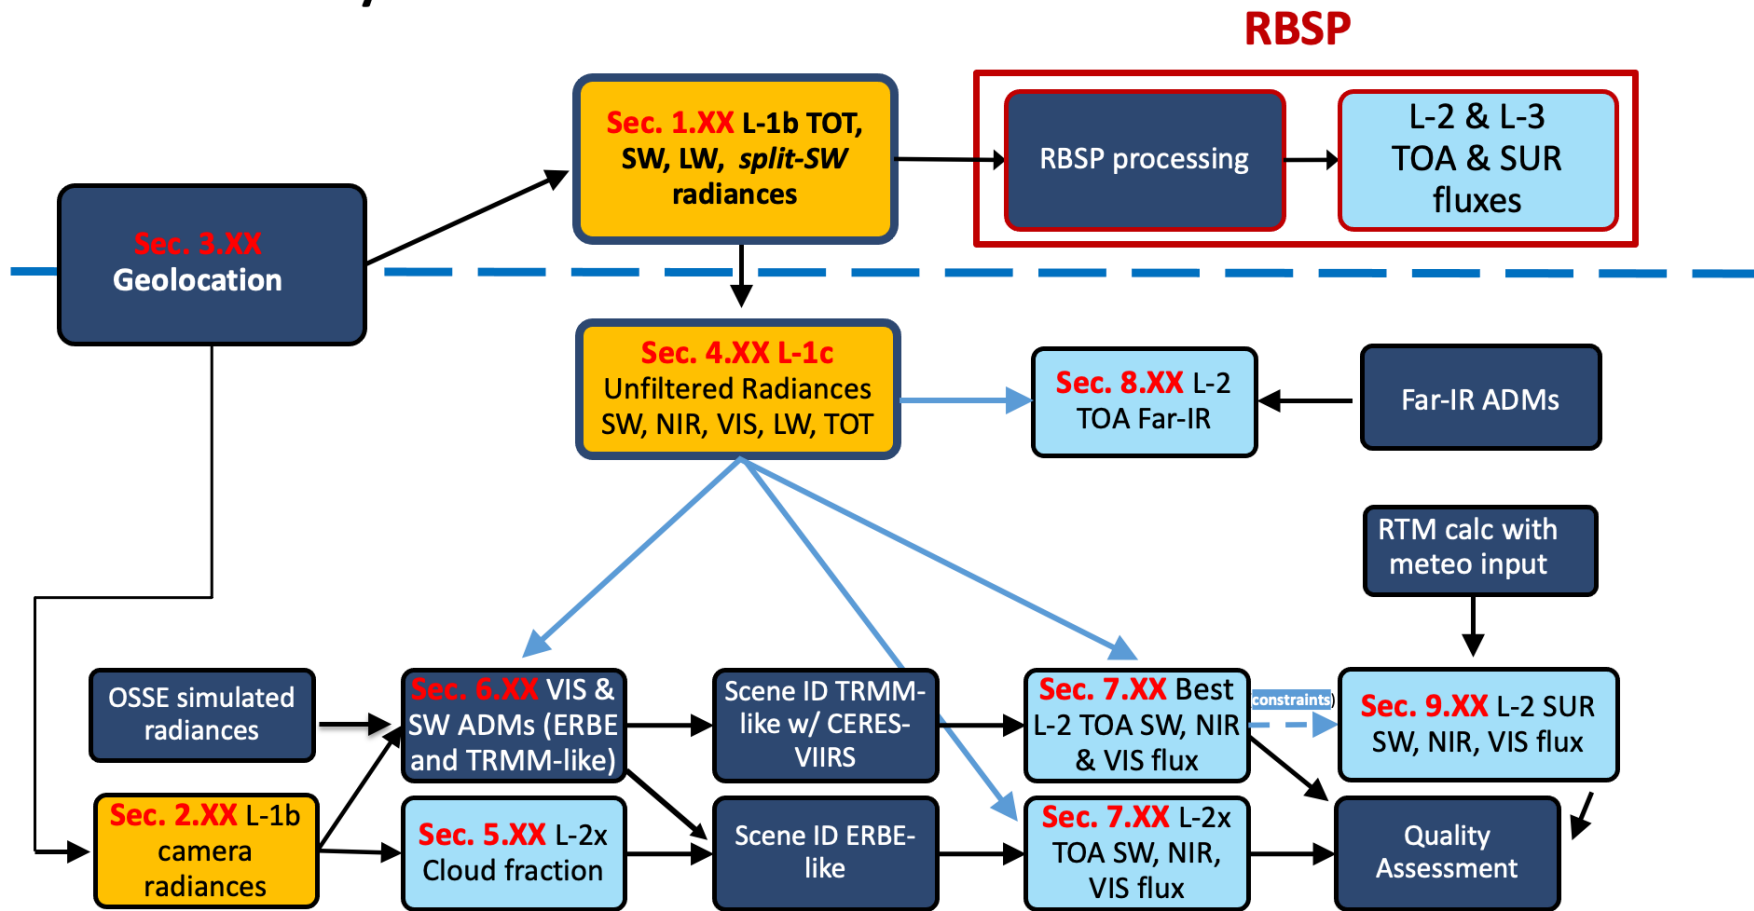 RBSP
Sec. 1.XX L-1b TOT,
SW, LW, split-SW
radiances
RBSP processing
L-2 & L-3
TOA & SUR
fluxes
Sec. 3.XX
Geolocation
Sec. 4.XX L-1c
Unfiltered Radiances
SW, NIR, VIS, LW, TOT
Sec. 8.XX L-2
TOA Far-IR
Far-IR ADMs
RTM calc with
meteo input
OSSE simulated
radiances
Sec. 6.XX VIS &
SW ADMs (ERBE
and TRMM-like)
Scene ID TRMM-
like w/ CERES-
VIIRS
Sec. 7.XX Best
L-2 TOA SW, NIR
& VIS flux
constraints)
Sec. 9.XX L-2 SUR
SW, NIR, VIS flux
Sec. 2.XX L-1b
camera
radiances
Sec. 5.XX L-2x
Cloud fraction
Scene ID ERBE-
like
Sec. 7.XX L-2x
TOA SW, NIR,
VIS flux
Quality
Assessment